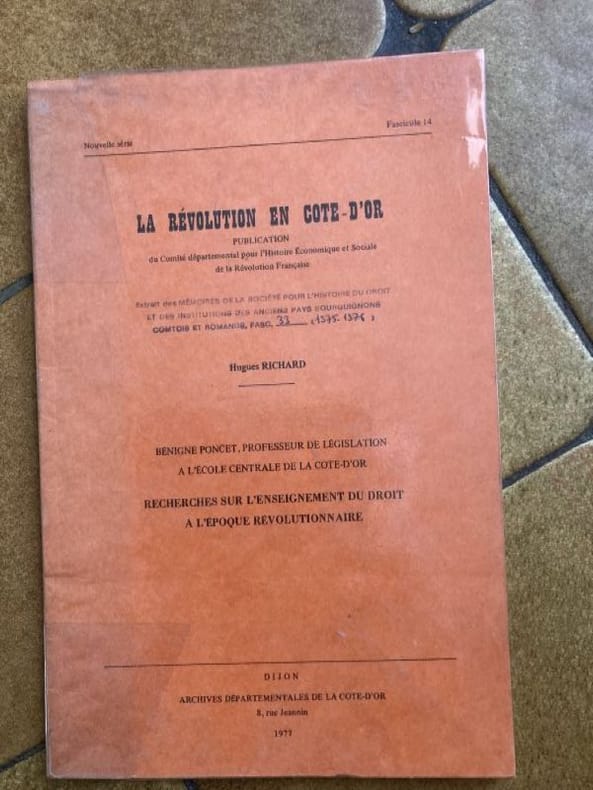 Nouvelle série
Fascicule 14
LA RÉVOLUTION EN COTE-D'OR
PUBLICATION
du Comité départemental pour l'Histoire Économique et Sociale
de la Révolution Française
Extrait des MÉMOIRES DE LA SOCIÉTÉ POUR L'HISTOIRE DU DROIT
ET DES INSTITUTIONS DES ANCIENS PAYS BOURGUIGNONS
COMTOIS ET ROMANDS, FASC. 33 (1975-1976)
Hugues RICHARD
BÉNIGNE PONCET, PROFESSEUR DE LÉGISLATION
A L'ÉCOLE CENTRALE DE LA COTE-D'OR
RECHERCHES SUR L'ENSEIGNEMENT DU DROIT
A L'ÉPOQUE RÉVOLUTIONNAIRE
DIJON
ARCHIVES DÉPARTEMENTALES DE LA COTE-D'OR
8, rue Jeannin
1977